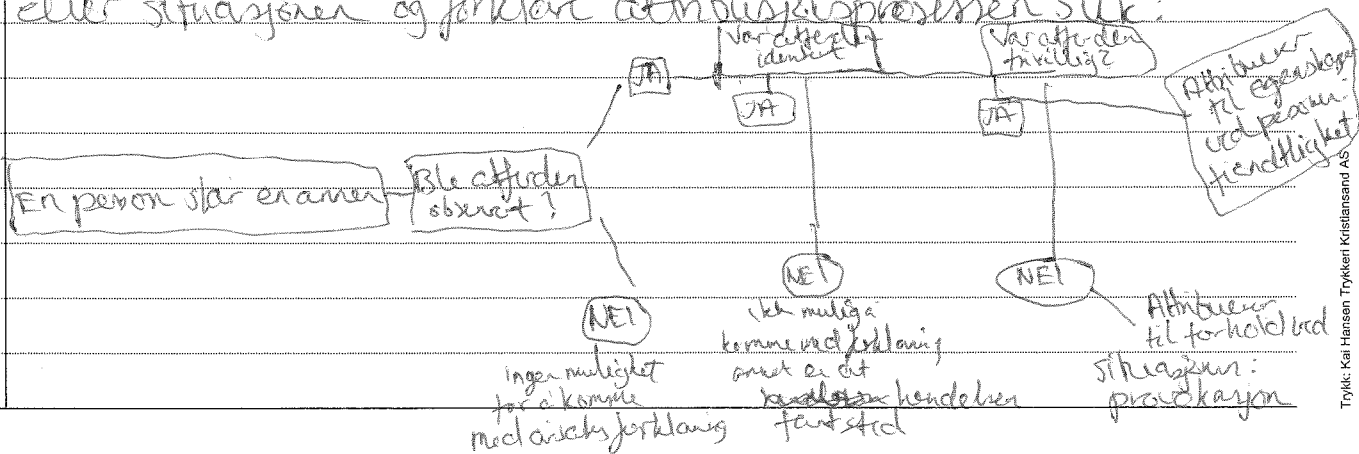 eller situasjonen og forklart attribusjonsprosessen slik:
En person slår en annen
Ble atferden
observert?
JA
Var atferden
JA
Var atferden
frivillig?
JA
Attribuerer
til egenskaper
ved person:
fiendtlighet
NEI
ingen mulighet
for å komme
med årsaksforklaring
NEI
ikke mulig å
komme med forklaring
annet er at
hendelsen
fant sted
NEI
Attribuerer
til forhold ved
situasjonen:
provokasjon
Trykk: Kai Hansen Trykkeri Kristiansand AS